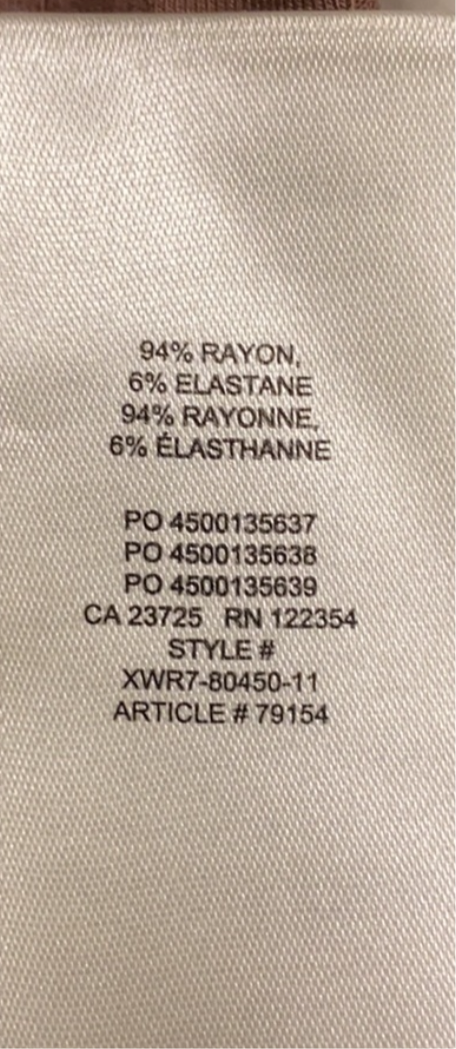 94% RAYON,
6% ELASTANE
94% RAYONNE,
6% ÉLASTHANNE
PO 4500135637
PO 4500135638
PO 4500135639
CA 23725 RN 122354
STYLE #
XWR7-80450-11
ARTICLE # 79154